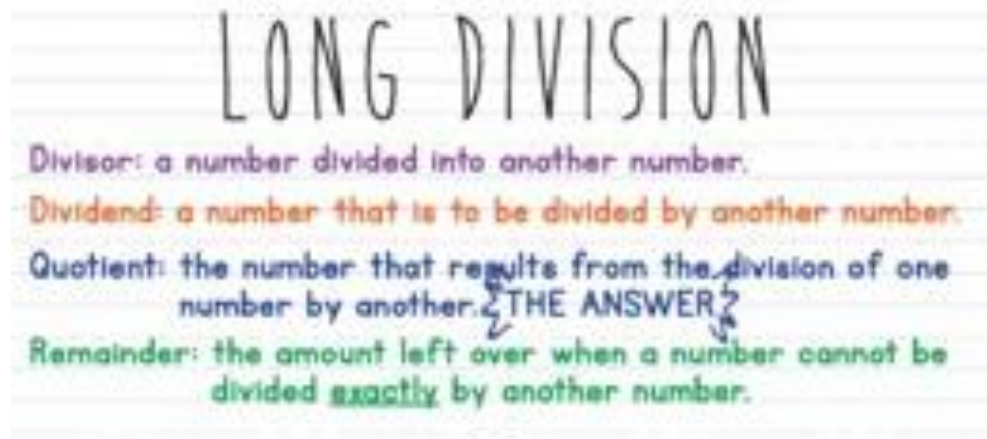 LONG DIVISION
Divisor: a number divided into another number.
Dividend: a number that is to be divided by another number.
Quotient: the number that results from the division of one
number by another. THE ANSWER
Remainder: the amount left over when a number cannot be
divided exactly by another number.